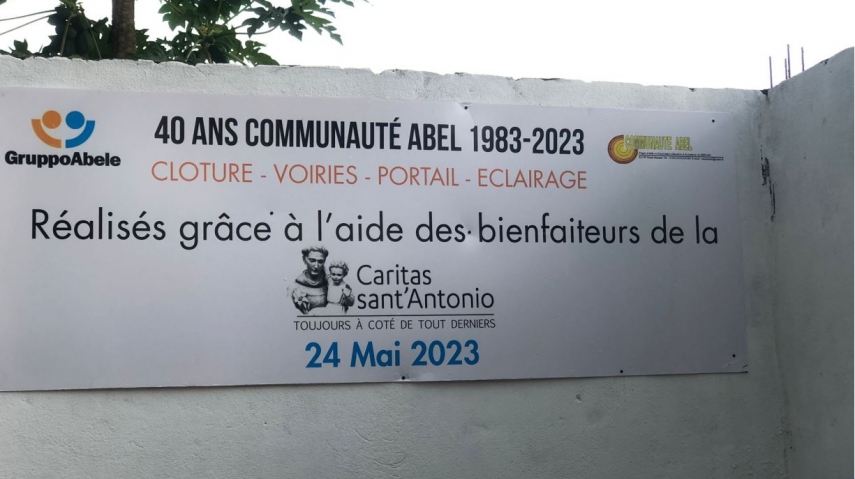 GruppoAbele
40 ANS COMMUNAUTÉ ABEL 1983-2023
COMMUNAUTE ABEL
CLOTURE - VOIRIES - PORTAIL - ECLAIRAGE
Réalisés grâce à l'aide des bienfaiteurs de la
Caritas
sant'Antonio
TOUJOURS À COTÉ DE TOUT DERNIERS
24 Mai 2023